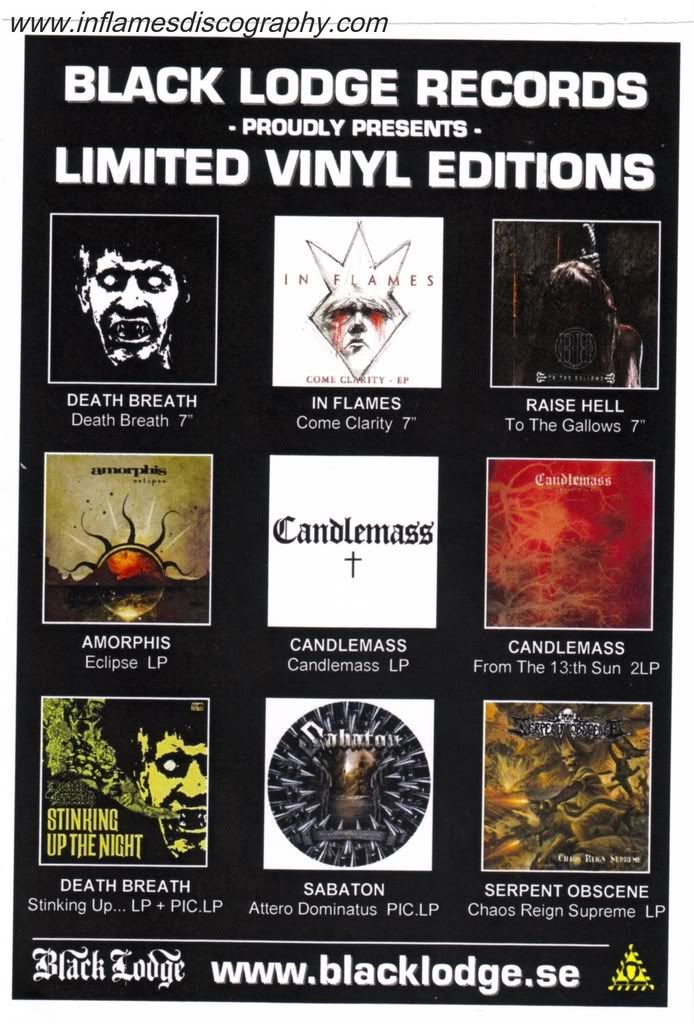 www.inflamesdiscography.com
BLACK LODGE RECORDS
- PROUDLY PRESENTS -
LIMITED VINYL EDITIONS
IN FLAMES
COME CLARITY - EP
TO THE GALLOWS
DEATH BREATH
Death Breath 7"
IN FLAMES
Come Clarity 7"
RAISE HELL
To The Gallows 7"
amorphis
eclipse
Candlemass
Candlemass
AMORPHIS
Eclipse LP
CANDLEMASS
Candlemass LP
CANDLEMASS
From The 13:th Sun 2LP
Death
Breath
STINKING
UP THE NIGHT
Sabaton
SERPENT OBSCENE
CHAOS REIGN SUPREME
DEATH BREATH
Stinking Up... LP + PIC.LP
SABATON
Attero Dominatus PIC.LP
SERPENT OBSCENE
Chaos Reign Supreme LP
Black Lodge
www.blacklodge.se